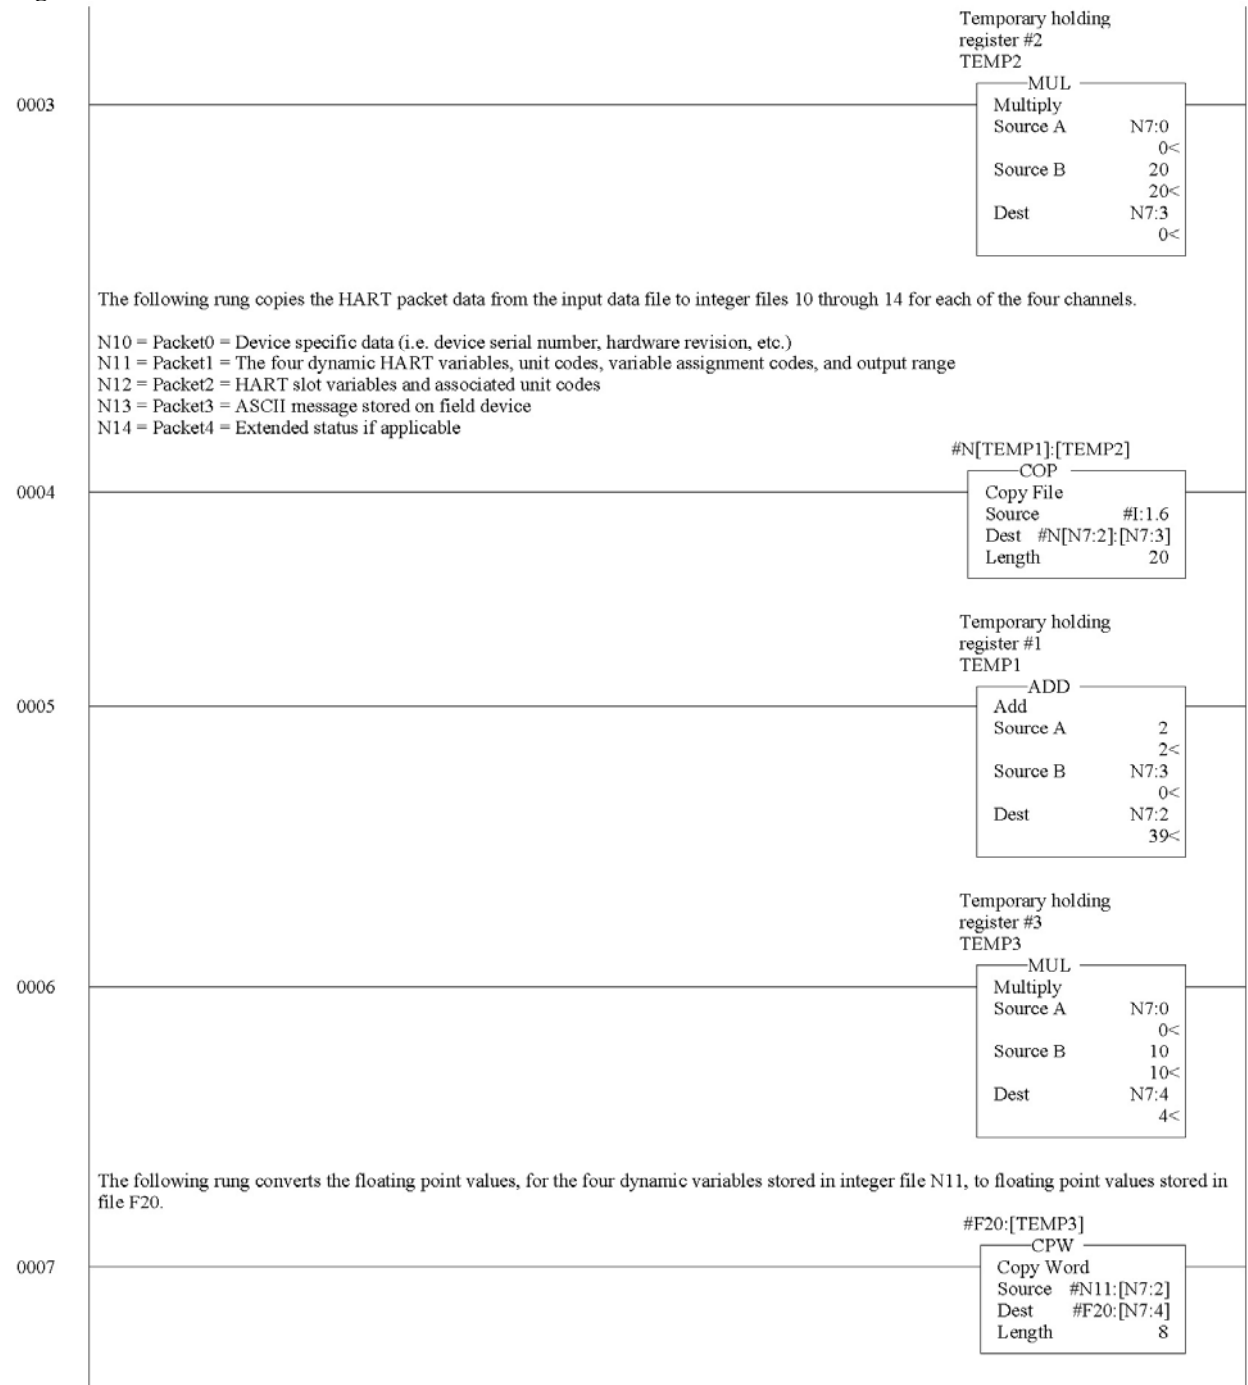 Temporary holding
register #2
TEMP2
MUL
0003
Multiply
Source A N7:0
0<
Source B 20
20<
Dest N7:3
0<
The following rung copies the HART packet data from the input data file to integer files 10 through 14 for each of the four channels.
N10 = Packet0 = Device specific data (i.e. device serial number, hardware revision, etc.)
N11 = Packet1 = The four dynamic HART variables, unit codes, variable assignment codes, and output range
N12 = Packet2 = HART slot variables and associated unit codes
N13 = Packet3 = ASCII message stored on field device
N14 = Packet4 = Extended status if applicable
#N[TEMP1]:[TEMP2]
COP
0004
Copy File
Source #I:1.6
Dest #N[N7:2]:[N7:3]
Length 20
Temporary holding
register #1
TEMP1
ADD
0005
Add
Source A 2
2<
Source B N7:3
0<
Dest N7:2
39<
Temporary holding
register #3
TEMP3
MUL
0006
Multiply
Source A N7:0
0<
Source B 10
10<
Dest N7:4
4<
The following rung converts the floating point values, for the four dynamic variables stored in integer file N11, to floating point values stored in
file F20.
#F20:[TEMP3]
CPW
0007
Copy Word
Source #N11:[N7:2]
Dest #F20:[N7:4]
Length 8